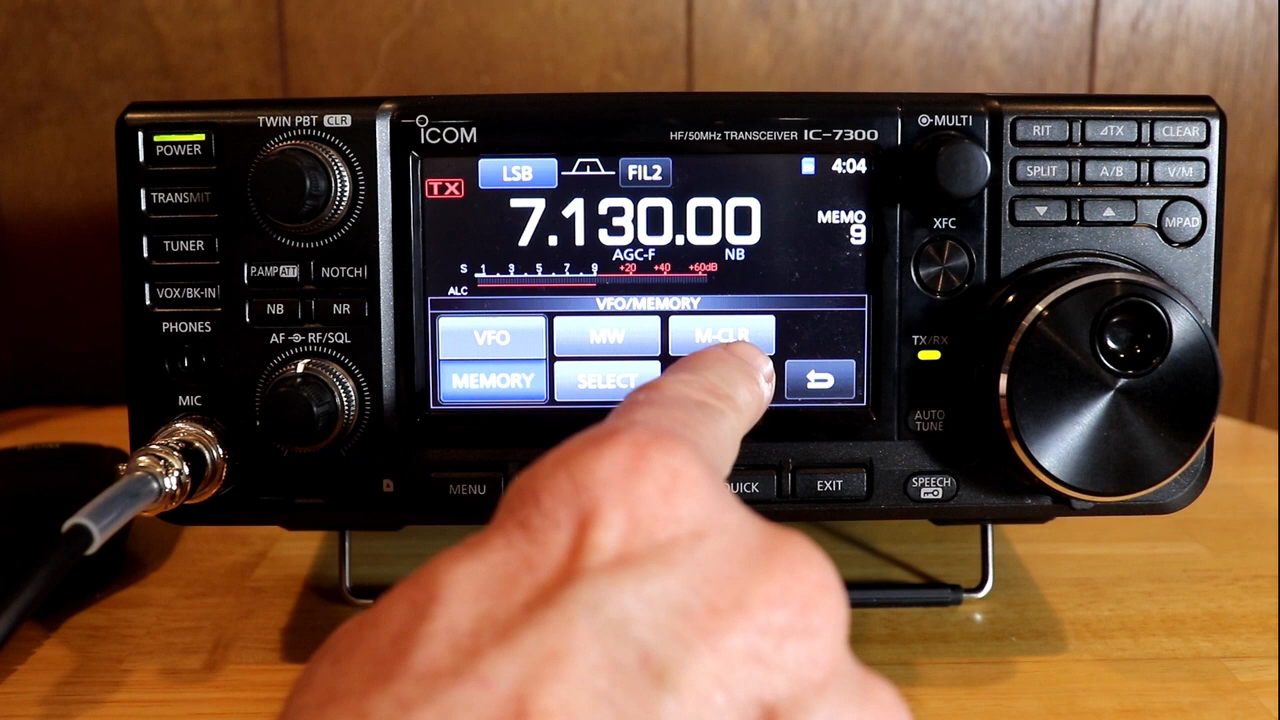 TWIN PBT CLR
POWER
TRANSMIT
TUNER
VOX/BK-IN
P.AMP ATT NOTCH
NB NR
PHONES
AF RF/SQL
MIC
ICOM
HF/50MHz TRANSCEIVER IC-7300
LSB FIL2 4:04
TX
7.130.00 MEMO
9
AGC-F NB
S 1 . 3 . 5 . 7 . 9 +20 +40 +60dB
ALC
VFO/MEMORY
VFO MW M-CLR
MEMORY SELECT
MENU QUICK EXIT
MULTI
XFC
TX/RX
AUTO
TUNE
SPEECH
RIT ⊿TX CLEAR
SPLIT A/B V/M
MPAD